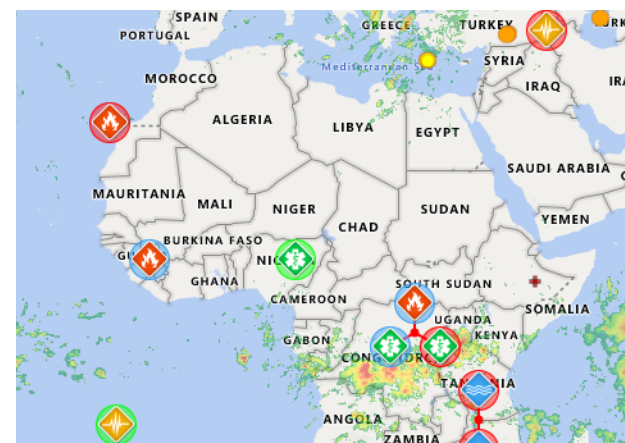 SPAIN
PORTUGAL
GREECE
TURKEY
Mediterranean
SYRIA
IRAQ
MOROCCO
ALGERIA
LIBYA
EGYPT
SAUDI ARABIA
MAURITANIA
MALI
NIGER
CHAD
SUDAN
YEMEN
BURKINA FASO
GHANA
CAMEROON
SOUTH SUDAN
SOMALIA
UGANDA
KENYA
GABON
ANGOLA
ZAMBIA